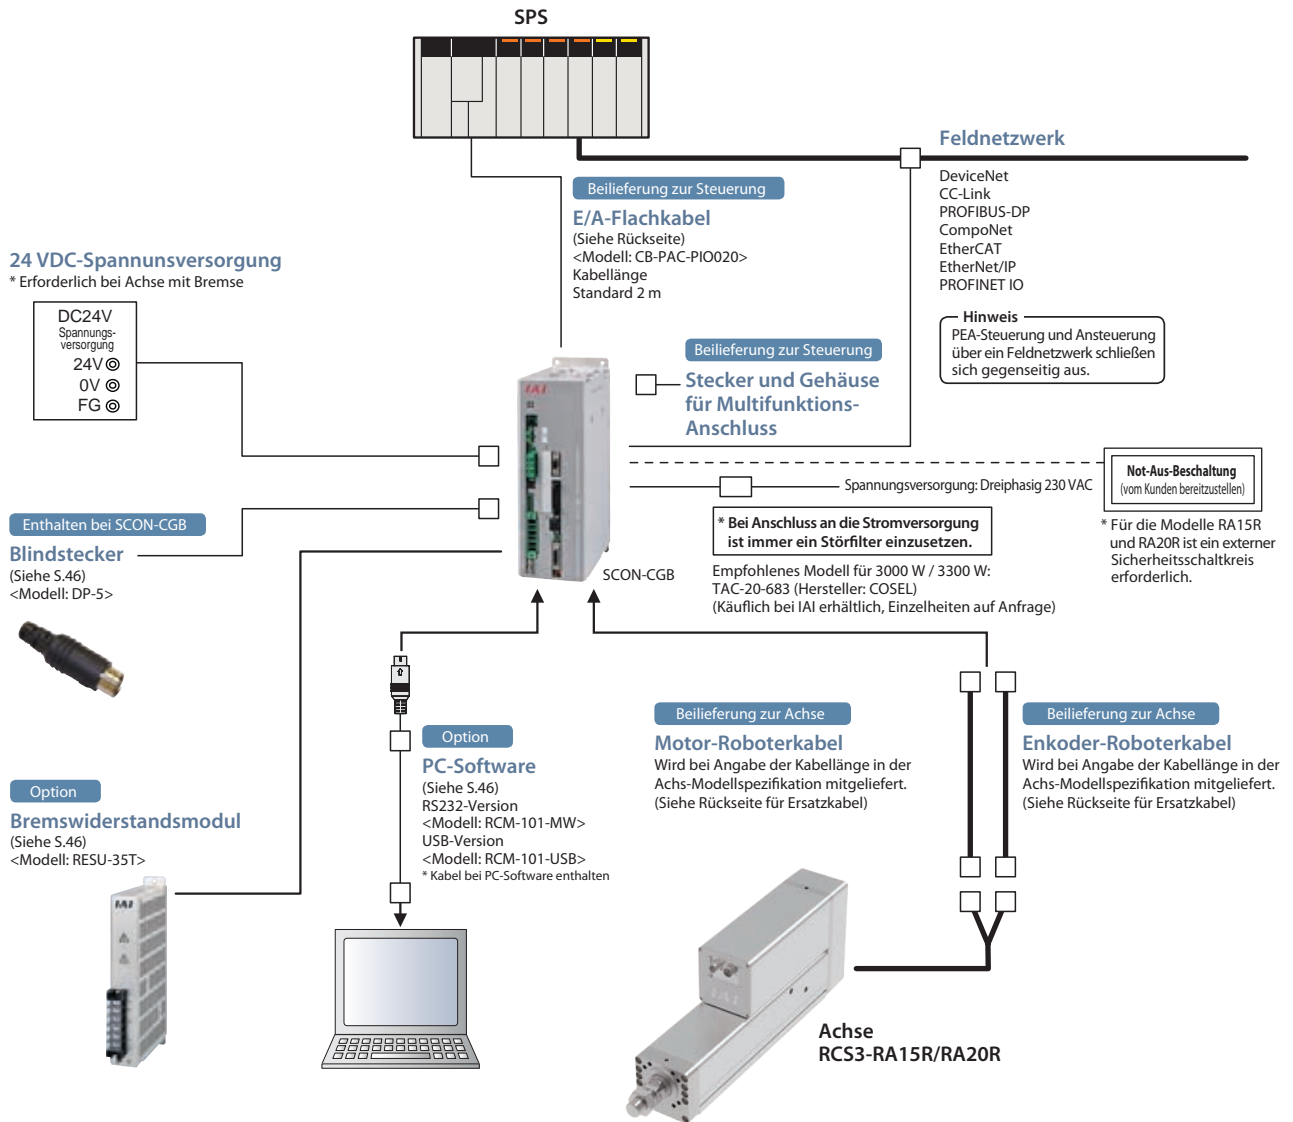 SPS
Feldnetzwerk
DeviceNet
CC-Link
PROFIBUS-DP
CompoNet
EtherCAT
EtherNet/IP
PROFINET IO
Hinweis
PEA-Steuerung und Ansteuerung
über ein Feldnetzwerk schließen
sich gegenseitig aus.
Beilieferung zur Steuerung
E/A-Flachkabel
(Siehe Rückseite)
<Modell: CB-PAC-PIO020>
Kabellänge
Standard 2 m
24 VDC-Spannunsversorgung
* Erforderlich bei Achse mit Bremse
DC24V
Spannungs-
versorgung
24V
0V
FG
Beilieferung zur Steuerung
Stecker und Gehäuse
für Multifunktions-
Anschluss
IAI
Not-Aus-Beschaltung
(vom Kunden bereitzustellen)
Spannungsversorgung: Dreiphasig 230 VAC
* Bei Anschluss an die Stromversorgung
ist immer ein Störfilter einzusetzen.
* Für die Modelle RA15R
und RA20R ist ein externer
Sicherheitsschaltkreis
erforderlich.
Empfohlenes Modell für 3000 W / 3300 W:
TAC-20-683 (Hersteller: COSEL)
(Käuflich bei IAI erhältlich, Einzelheiten auf Anfrage)
SCON-CGB
Enthalten bei SCON-CGB
Blindstecker
(Siehe S.46)
<Modell: DP-5>
Option
PC-Software
(Siehe S.46)
RS232-Version
<Modell: RCM-101-MW>
USB-Version
<Modell: RCM-101-USB>
* Kabel bei PC-Software enthalten
Beilieferung zur Achse
Motor-Roboterkabel
Wird bei Angabe der Kabellänge in der
Achs-Modellspezifikation mitgeliefert.
(Siehe Rückseite für Ersatzkabel)
Beilieferung zur Achse
Enkoder-Roboterkabel
Wird bei Angabe der Kabellänge in der
Achs-Modellspezifikation mitgeliefert.
(Siehe Rückseite für Ersatzkabel)
Option
Bremswiderstandsmodul
(Siehe S.46)
<Modell: RESU-35T>
IAI
IAI
Achse
RCS3-RA15R/RA20R